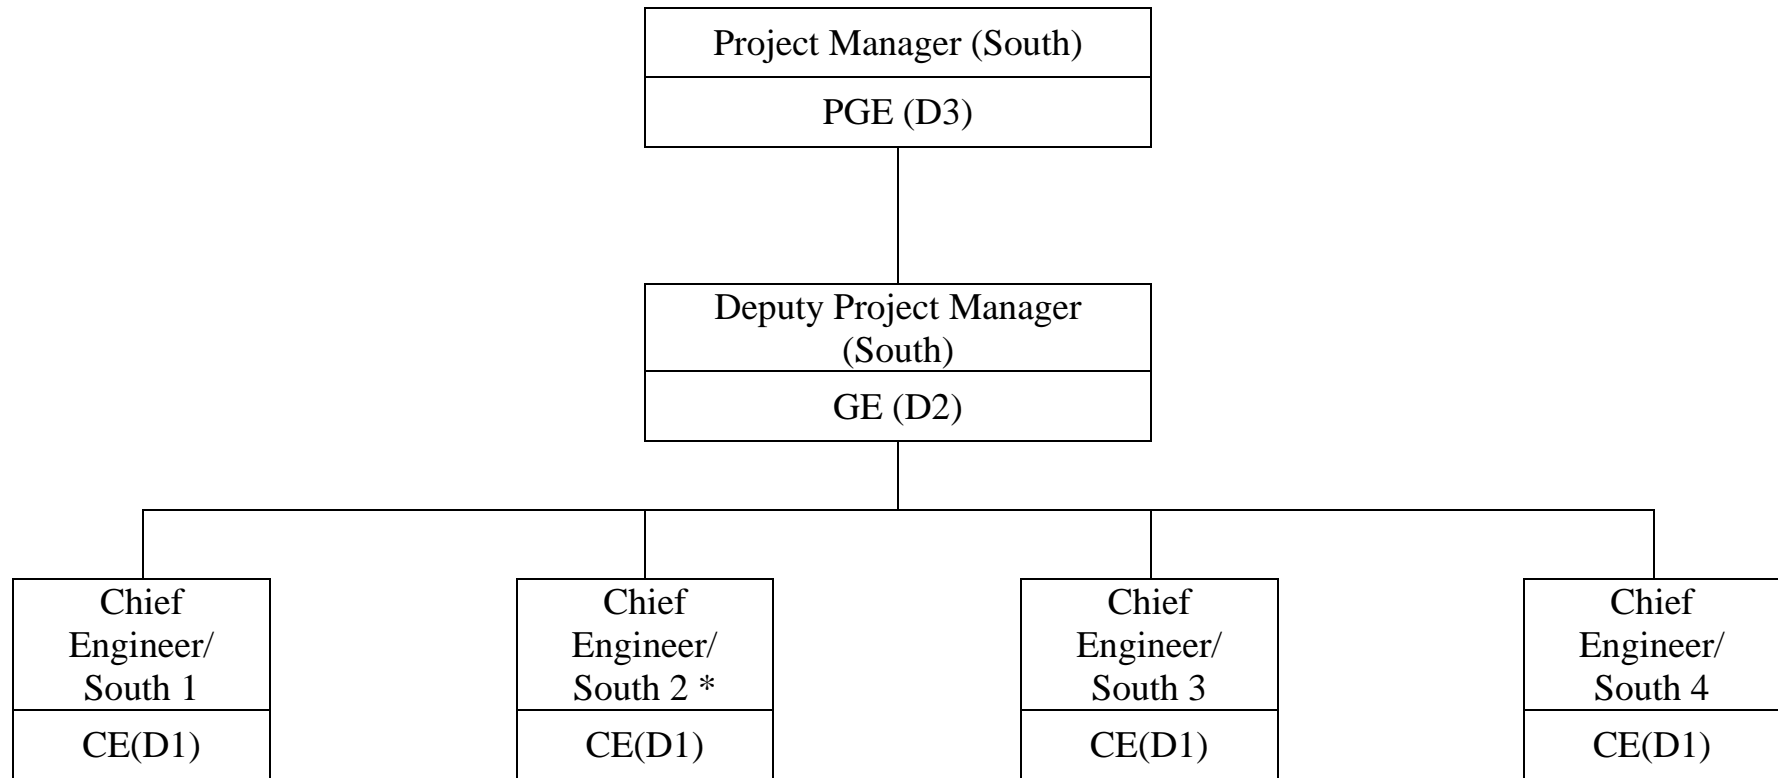 Project Manager (South)
PGE (D3)
Deputy Project Manager
(South)
GE (D2)
Chief
Engineer/
South 1
CE(D1)
Chief
Engineer/
South 2 *
CE(D1)
Chief
Engineer/
South 3
CE(D1)
Chief
Engineer/
South 4
CE(D1)